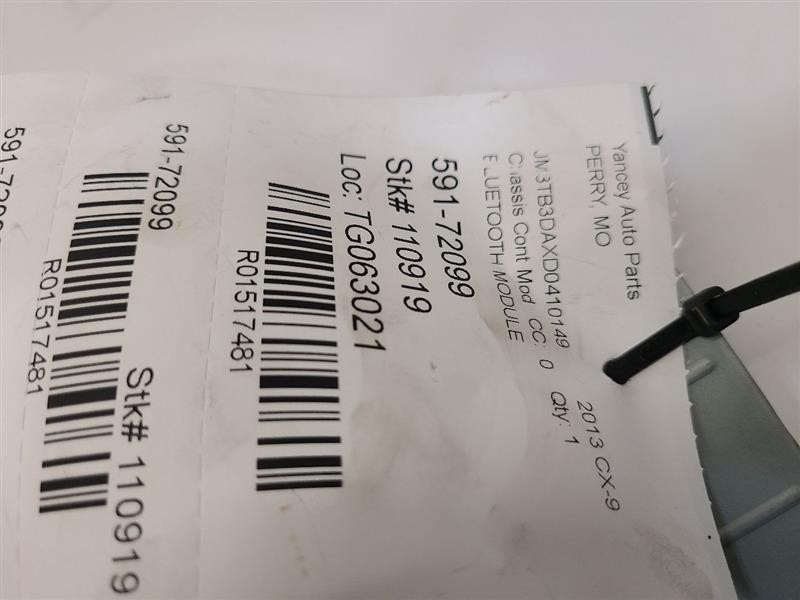 Yancey Auto Parts
PERRY, MO
2013 CX-9
JM3TB3DAXD0410149
Chassis Cont Mod CC: 0 Qty: 1
BLUETOOTH MODULE
591-72099
Stk# 110919
Loc: TG063021
R01517481
591-72099
Stk# 110919
R01517481